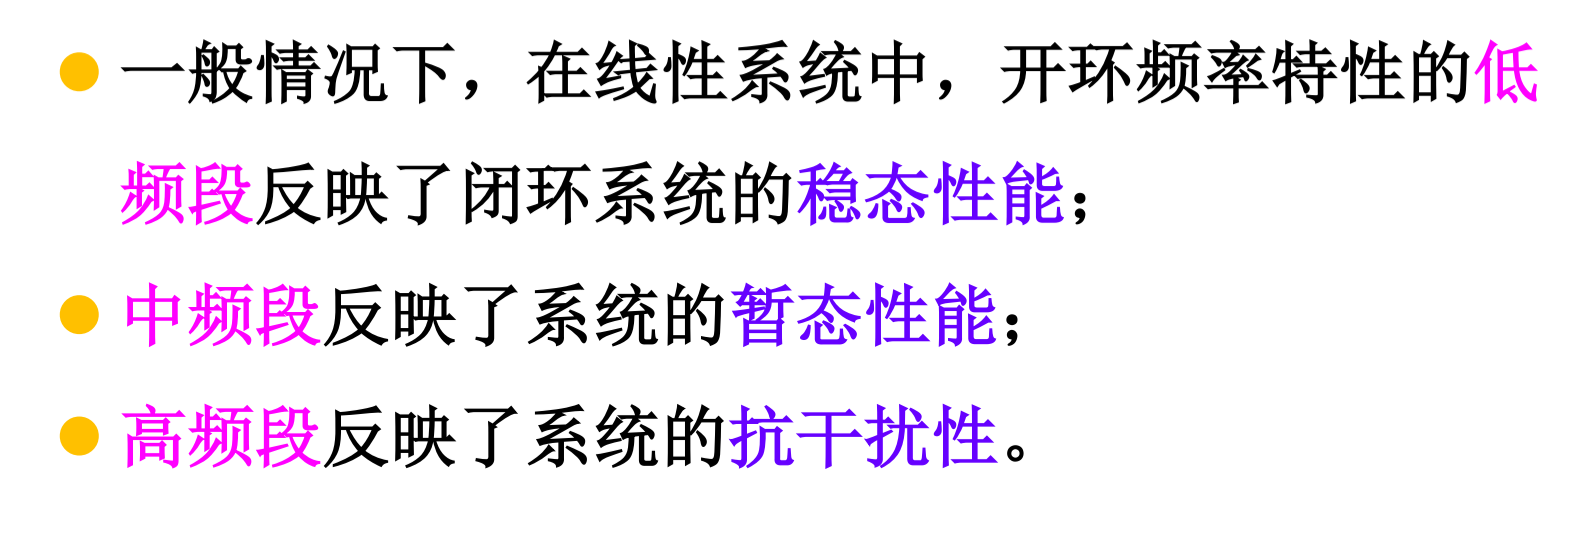 ● 一般情况下，在线性系统中，开环频率特性的低
频段反映了闭环系统的稳态性能；
● 中频段反映了系统的暂态性能；
● 高频段反映了系统的抗干扰性。